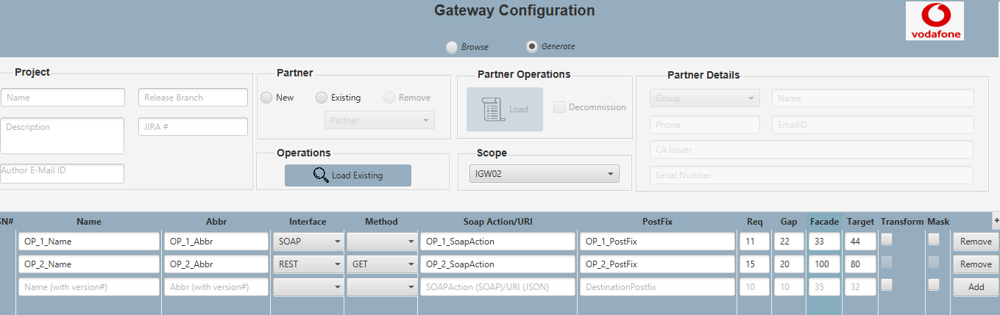 Gateway Configuration
vodafone
Browse
Generate
Project
Name
Release Branch
Description
JIRA #
Author E-Mail ID
Partner
New
Existing
Remove
Partner
Operations
Load Existing
Partner Operations
Load
Decommission
Scope
IGW02
Partner Details
Group
Name
Phone
EmailID
CA Issuer
Serial Number
SN# Name Abbr Interface Method Soap Action/URI PostFix Req Gap Facade Target Transform Mask +
OP_1_Name OP_1_Abbr SOAP OP_1_SoapAction OP_1_PostFix 11 22 33 44 Remove
OP_2_Name OP_2_Abbr REST GET OP_2_SoapAction OP_2_PostFix 15 20 100 80 Remove
Name (with version#) Abbr (with version#) SOAPAction (SOAP)/URI (JSON) DestinationPostfix 10 10 35 32 Add